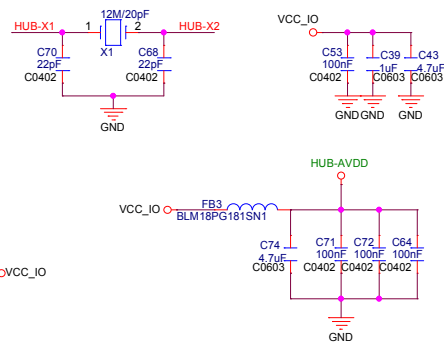 12M/20pF
HUB-X1
1
2
HUB-X2
X1
C70
22pF
C0402
C68
22pF
C0402
GND
VCC_IO
C53
100nF
C0402
C39
1uF
C0603
C43
4.7uF
C0603
GND
GND
GND
HUB-AVDD
VCC_IO
FB3
BLM18PG181SN1
C74
4.7uF
C0603
C71
100nF
C0402
C72
100nF
C0402
C64
100nF
C0402
GND
VCC_IO